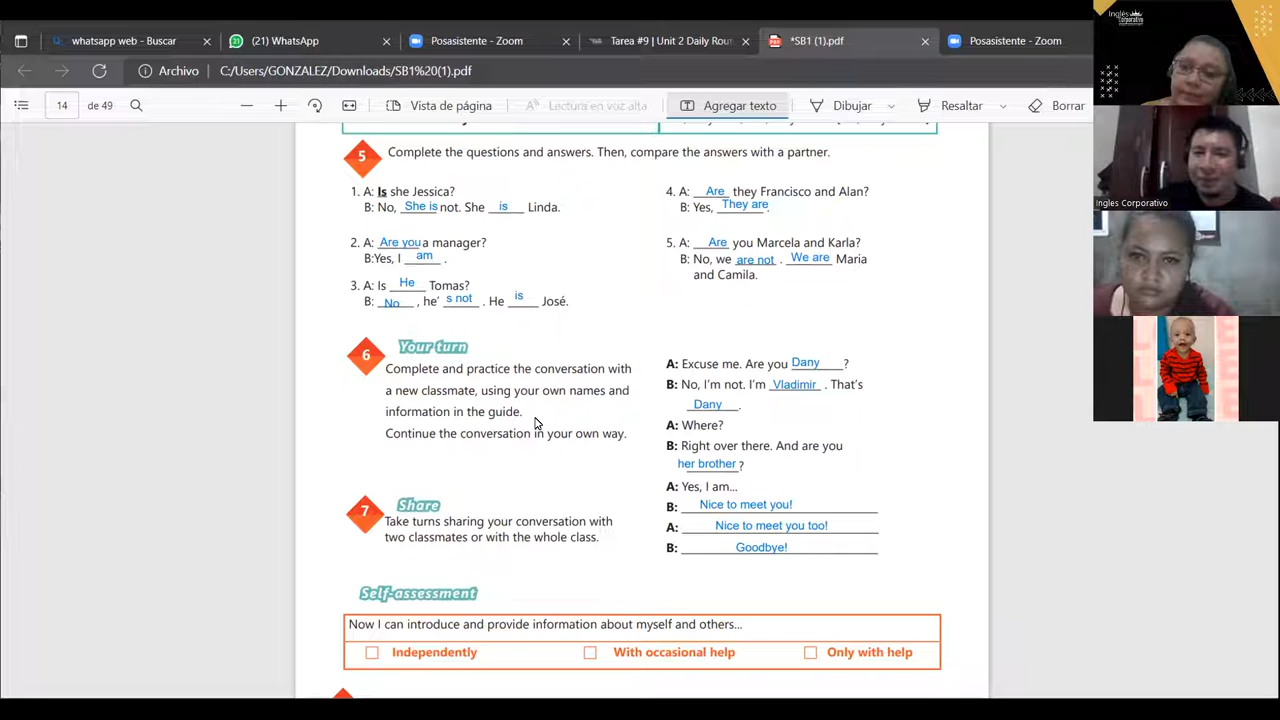 whatsapp web - Buscar
(21) WhatsApp
Posasistente - Zoom
Tarea #9 | Unit 2 Daily Rou
*SB1 (1).pdf
Posasistente - Zoom
Archivo
C:/Users/GONZALEZ/Downloads/SB1%20(1).pdf
14 de 49
Vista de página
Lectura en voz alta
Agregar texto
Dibujar
Resaltar
Borrar
5 Complete the questions and answers. Then, compare the answers with a partner.
1. A: Is she Jessica?
B: No, She is not. She is Linda.
2. A: Are you a manager?
B:Yes, I am .
3. A: Is He Tomas?
B: No , he' s not . He is José.
4. A: Are they Francisco and Alan?
B: Yes, They are .
5. A: Are you Marcela and Karla?
B: No, we are not . We are Maria
and Camila.
6 Your turn
Complete and practice the conversation with
a new classmate, using your own names and
information in the guide.
Continue the conversation in your own way.
A: Excuse me. Are you Dany ?
B: No, I'm not. I'm Vladimir . That's
Dany .
A: Where?
B: Right over there. And are you
her brother ?
A: Yes, I am...
B: Nice to meet you!
A: Nice to meet you too!
B: Goodbye!
7 Share
Take turns sharing your conversation with
two classmates or with the whole class.
Self-assessment
Now I can introduce and provide information about myself and others...
Independently
With occasional help
Only with help
Inglés
Corporativo
Ingles Corporativo